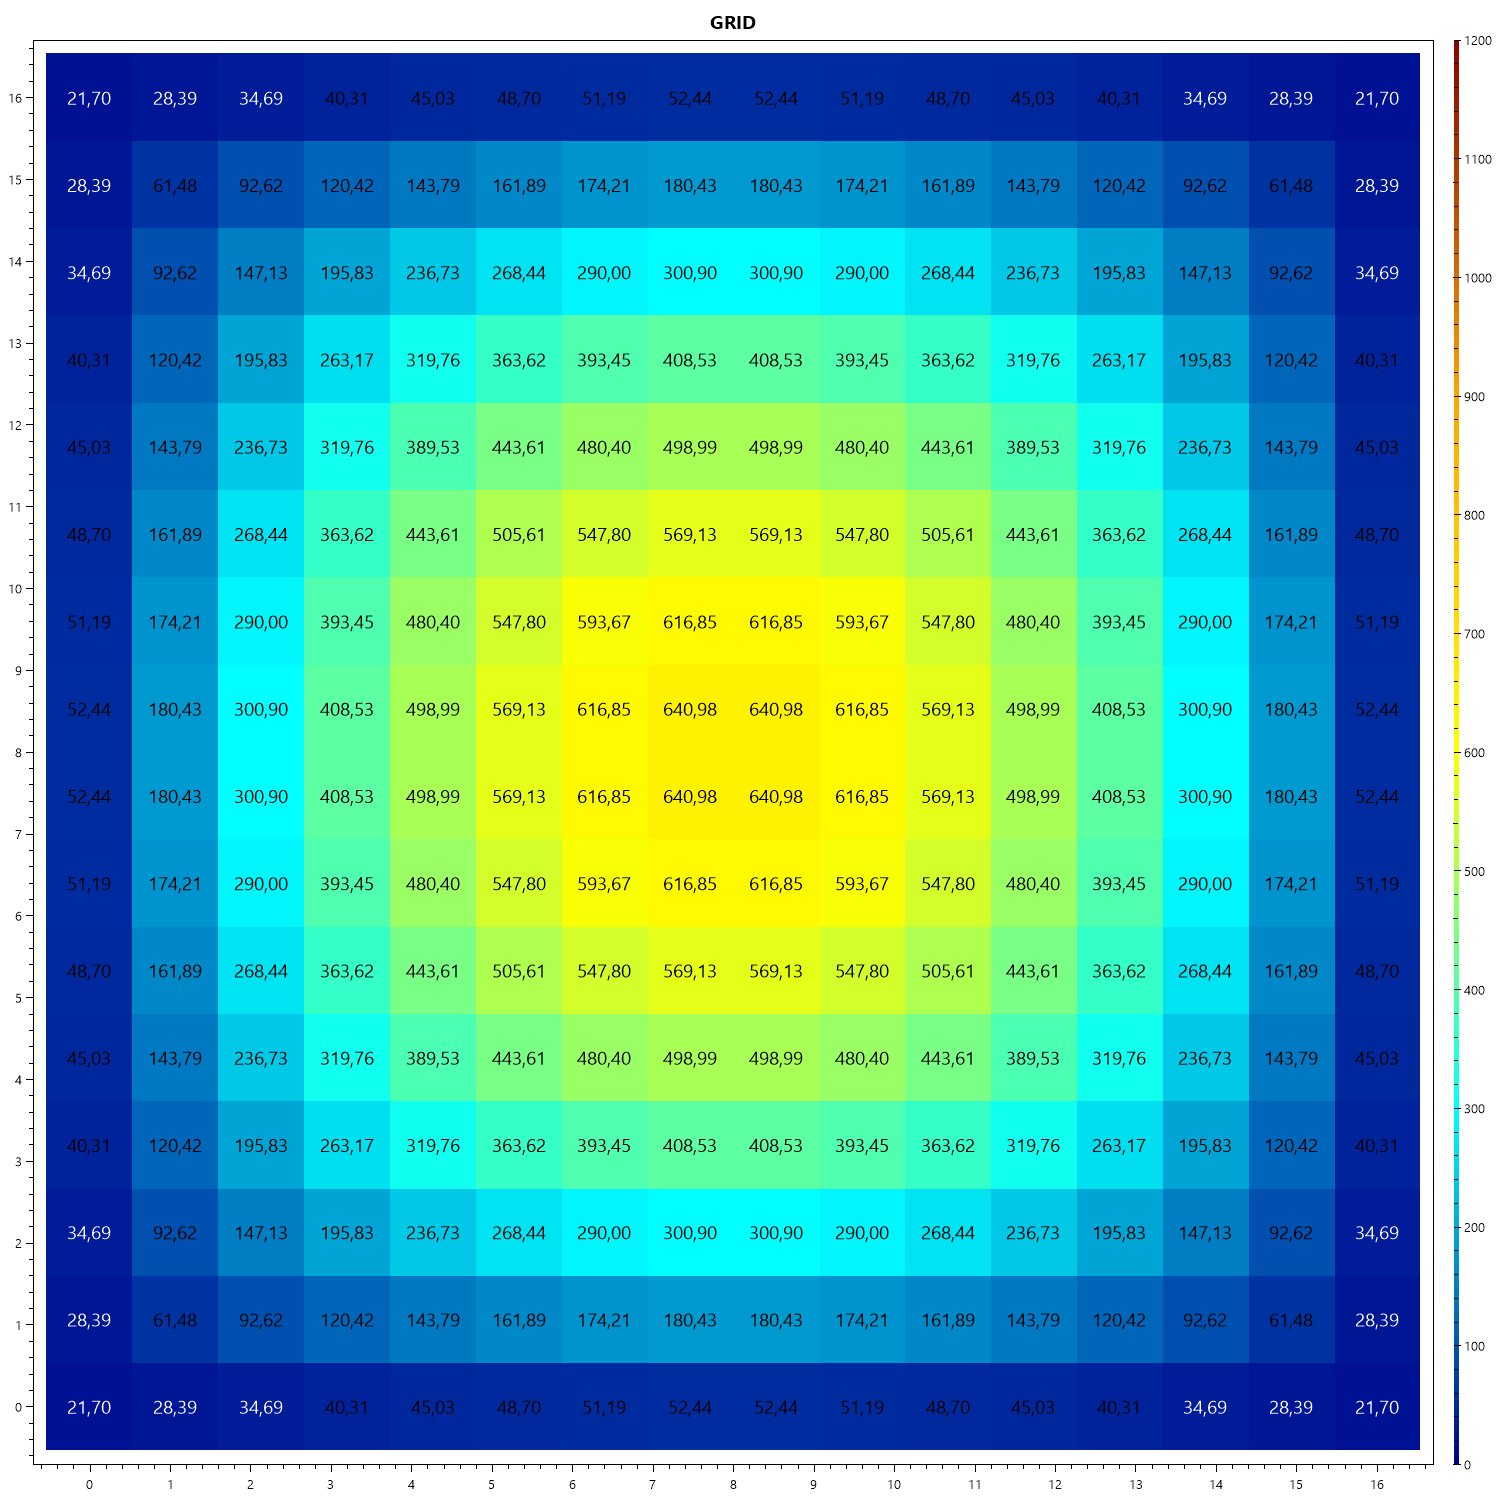 GRID
16 21,70 28,39 34,69 40,31 45,03 48,70 51,19 52,44 52,44 51,19 48,70 45,03 40,31 34,69 28,39 21,70 1200
15 28,39 61,48 92,62 120,42 143,79 161,89 174,21 180,43 180,43 174,21 161,89 143,79 120,42 92,62 61,48 28,39 1100
14 34,69 92,62 147,13 195,83 236,73 268,44 290,00 300,90 300,90 290,00 268,44 236,73 195,83 147,13 92,62 34,69 1000
13 40,31 120,42 195,83 263,17 319,76 363,62 393,45 408,53 408,53 393,45 363,62 319,76 263,17 195,83 120,42 40,31 900
12 45,03 143,79 236,73 319,76 389,53 443,61 480,40 498,99 498,99 480,40 443,61 389,53 319,76 236,73 143,79 45,03
11 48,70 161,89 268,44 363,62 443,61 505,61 547,80 569,13 569,13 547,80 505,61 443,61 363,62 268,44 161,89 48,70 800
10 51,19 174,21 290,00 393,45 480,40 547,80 593,67 616,85 616,85 593,67 547,80 480,40 393,45 290,00 174,21 51,19 700
9 52,44 180,43 300,90 408,53 498,99 569,13 616,85 640,98 640,98 616,85 569,13 498,99 408,53 300,90 180,43 52,44
8 600
52,44 180,43 300,90 408,53 498,99 569,13 616,85 640,98 640,98 616,85 569,13 498,99 408,53 300,90 180,43 52,44
7 51,19 174,21 290,00 393,45 480,40 547,80 593,67 616,85 616,85 593,67 547,80 480,40 393,45 290,00 174,21 51,19 500
6
48,70 161,89 268,44 363,62 443,61 505,61 547,80 569,13 569,13 547,80 505,61 443,61 363,62 268,44 161,89 48,70
5 400
45,03 143,79 236,73 319,76 389,53 443,61 480,40 498,99 498,99 480,40 443,61 389,53 319,76 236,73 143,79 45,03
4 300
40,31 120,42 195,83 263,17 319,76 363,62 393,45 408,53 408,53 393,45 363,62 319,76 263,17 195,83 120,42 40,31
3
34,69 92,62 147,13 195,83 236,73 268,44 290,00 300,90 300,90 290,00 268,44 236,73 195,83 147,13 92,62 34,69 200
2
28,39 61,48 92,62 120,42 143,79 161,89 174,21 180,43 180,43 174,21 161,89 143,79 120,42 92,62 61,48 28,39
1 100
0 21,70 28,39 34,69 40,31 45,03 48,70 51,19 52,44 52,44 51,19 48,70 45,03 40,31 34,69 28,39 21,70
0
0 1 2 3 4 5 6 7 8 9 10 11 12 13 14 15 16